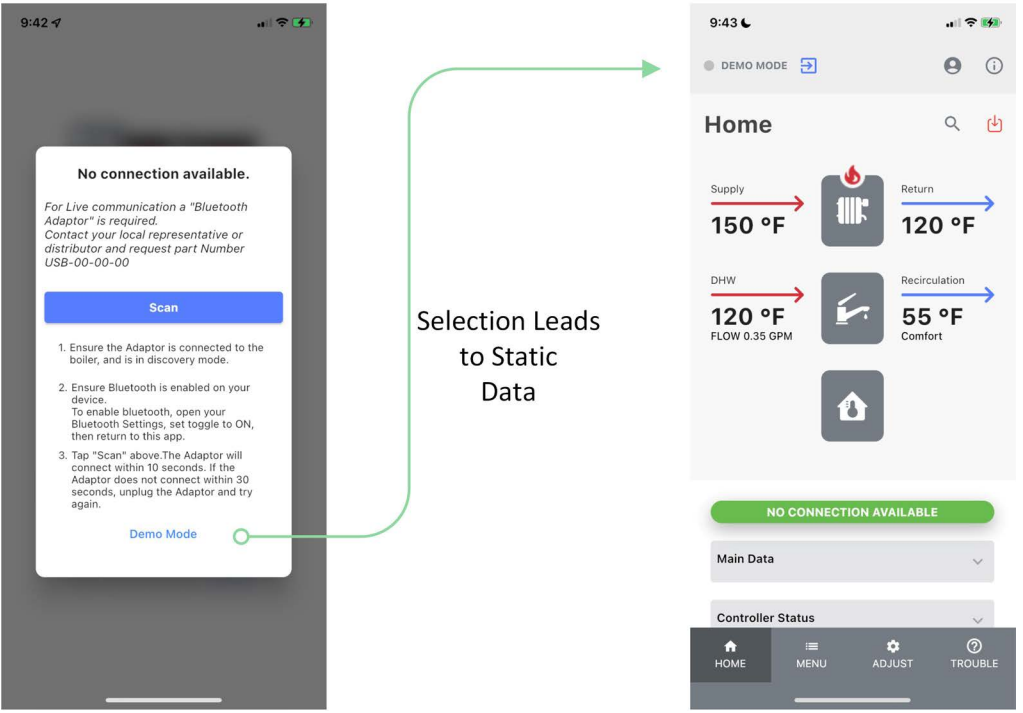 9:42
No connection available.
For Live communication a "Bluetooth
Adaptor" is required.
Contact your local representative or
distributor and request part Number
USB-00-00-00
Scan
1. Ensure the Adaptor is connected to the
boiler, and is in discovery mode.
2. Ensure Bluetooth is enabled on your
device.
To enable bluetooth, open your
Bluetooth Settings, set toggle to ON,
then return to this app.
3. Tap "Scan" above.The Adaptor will
connect within 10 seconds. If the
Adaptor does not connect within 30
seconds, unplug the Adaptor and try
again.
Demo Mode
Selection Leads
to Static
Data
9:43
DEMO MODE
Home
Supply
150 °F
Return
120 °F
DHW
120 °F
FLOW 0.35 GPM
Recirculation
55 °F
Comfort
NO CONNECTION AVAILABLE
Main Data
Controller Status
HOME MENU ADJUST TROUBLE